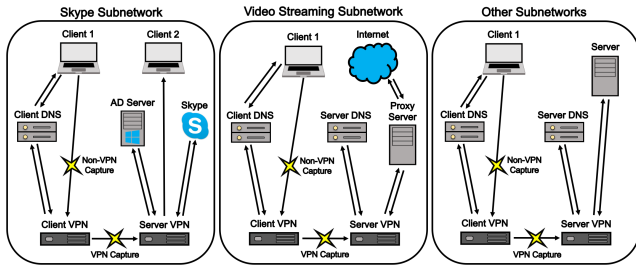 Skype Subnetwork
Client 1
Client 2
AD Server
Skype
S
Client DNS
Non-VPN
Capture
Client VPN
Server VPN
VPN Capture
Video Streaming Subnetwork
Client 1
Internet
Client DNS
Server DNS
Proxy
Server
Non-VPN
Capture
Client VPN
Server VPN
VPN Capture
Other Subnetworks
Client 1
Server
Client DNS
Server DNS
Non-VPN
Capture
Client VPN
Server VPN
VPN Capture